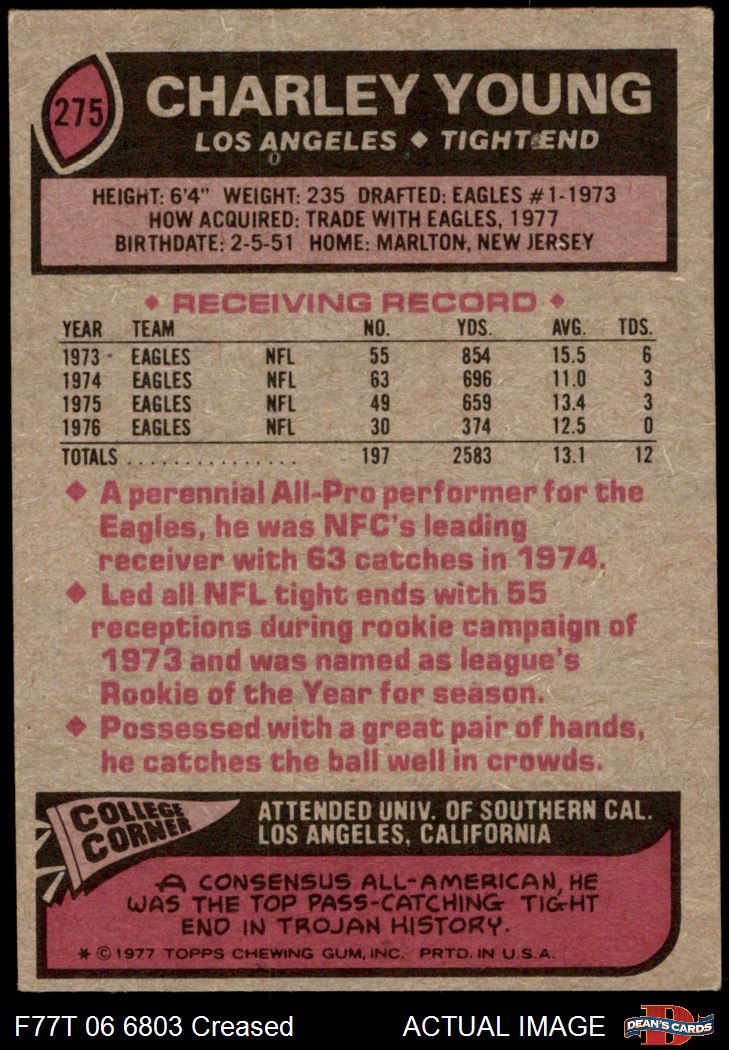 275
CHARLEY YOUNG
LOS ANGELES ◆ TIGHT END
HEIGHT: 6'4" WEIGHT: 235 DRAFTED: EAGLES #1-1973
HOW ACQUIRED: TRADE WITH EAGLES, 1977
BIRTHDATE: 2-5-51 HOME: MARLTON, NEW JERSEY
◆ RECEIVING RECORD ◆
YEAR TEAM NO. YDS. AVG. TDS.
1973 EAGLES NFL 55 854 15.5 6
1974 EAGLES NFL 63 696 11.0 3
1975 EAGLES NFL 49 659 13.4 3
1976 EAGLES NFL 30 374 12.5 0
TOTALS ................ 197 2583 13.1 12
◆ A perennial All-Pro performer for the
Eagles, he was NFC's leading
receiver with 63 catches in 1974.
◆ Led all NFL tight ends with 55
receptions during rookie campaign of
1973 and was named as league's
Rookie of the Year for season.
◆ Possessed with a great pair of hands,
he catches the ball well in crowds.
COLLEGE
CORNER
ATTENDED UNIV. OF SOUTHERN CAL.
LOS ANGELES, CALIFORNIA
A CONSENSUS ALL-AMERICAN, HE
WAS THE TOP PASS-CATCHING TIGHT
END IN TROJAN HISTORY.
* © 1977 TOPPS CHEWING GUM, INC. PRTD. IN U.S.A.
F77T 06 6803 Creased
ACTUAL IMAGE
D
DEAN'S CARDS